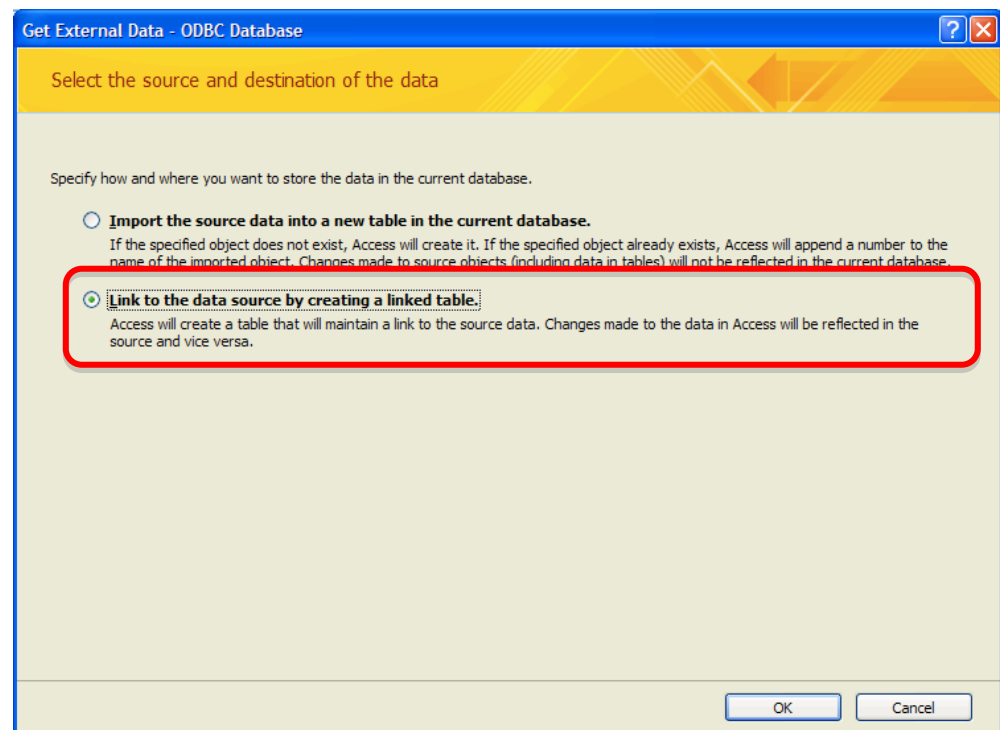 Get External Data - ODBC Database
Select the source and destination of the data
Specify how and where you want to store the data in the current database.
Import the source data into a new table in the current database.
If the specified object does not exist, Access will create it. If the specified object already exists, Access will append a number to the
name of the imported object. Changes made to source objects (including data in tables) will not be reflected in the current database.
Link to the data source by creating a linked table.
Access will create a table that will maintain a link to the source data. Changes made to the data in Access will be reflected in the
source and vice versa.
OK Cancel